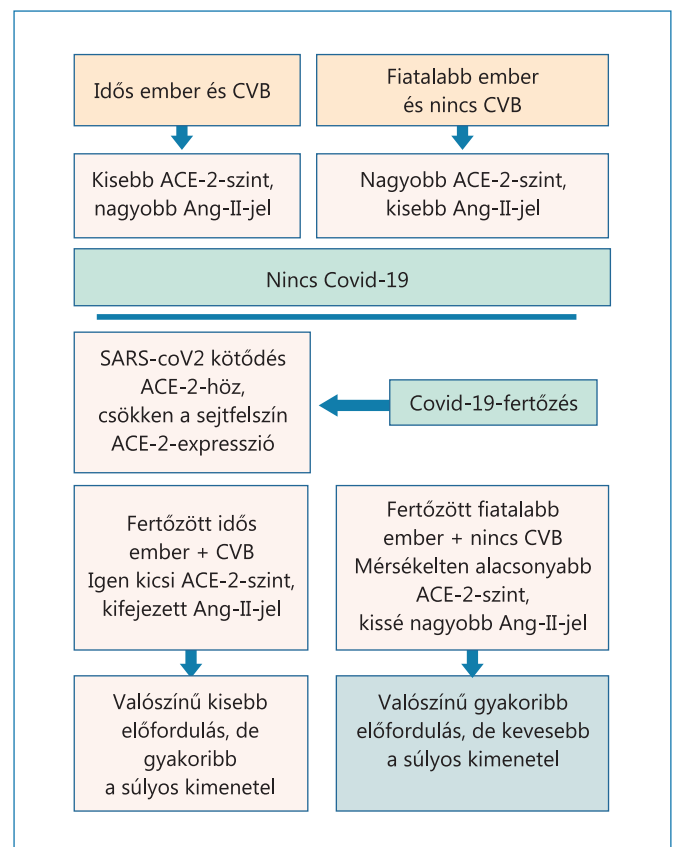 Idős ember és CVB
Fiatalabb ember
és nincs CVB
Kisebb ACE-2-szint,
nagyobb Ang-II-jel
Nagyobb ACE-2-szint,
kisebb Ang-II-jel
Nincs Covid-19
SARS-coV2 kötődés
ACE-2-höz,
csökken a sejtfelszín
ACE-2-expresszió
Covid-19-fertőzés
Fertőzött idős
ember + CVB
Igen kicsi ACE-2-szint,
kifejezett Ang-II-jel
Fertőzött fiatalabb
ember + nincs CVB
Mérsékelten alacsonyabb
ACE-2-szint,
kissé nagyobb Ang-II-jel
Valószínű kisebb
előfordulás, de
gyakoribb
a súlyos kimenetel
Valószínű gyakoribb
előfordulás, de kevesebb
a súlyos kimenetel